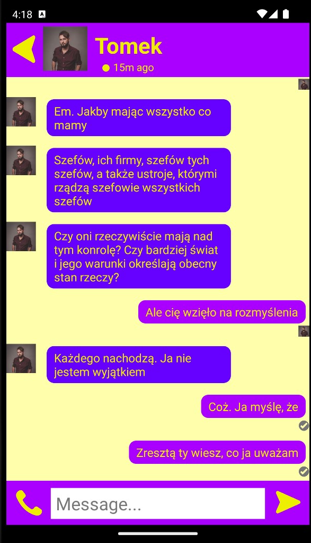 4:18 A
Tomek
15m ago
Em. Jakby mając wszystko co
mamy
Szefów, ich firmy, szefów tych
szefów, a także ustroje, którymi
rządzą szefowie wszystkich
szefów
Czy oni rzeczywiście mają nad
tym konrolę? Czy bardziej świat
i jego warunki określają obecny
stan rzeczy?
Ale cię wzięło na rozmyślenia
Każdego nachodzą. Ja nie
jestem wyjątkiem
Coż. Ja myślę, że
Zresztą ty wiesz, co ja uważam
Message...